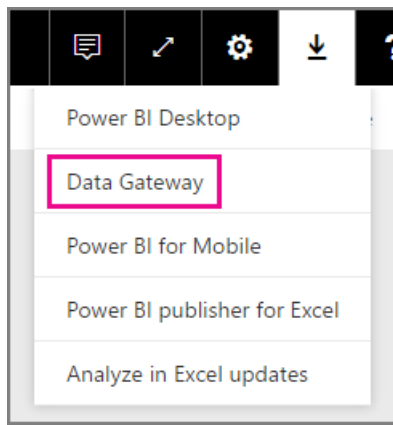 Power BI Desktop
Data Gateway
Power BI for Mobile
Power BI publisher for Excel
Analyze in Excel updates